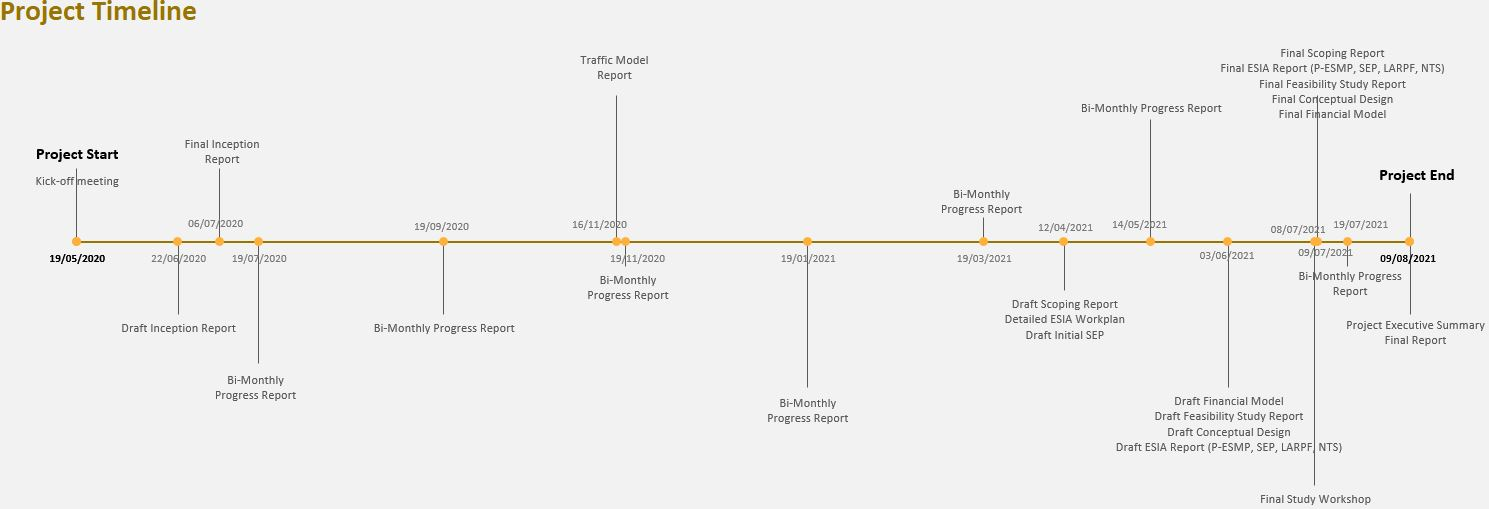 Project Timeline
Project Start
Kick-off meeting
19/05/2020
22/06/2020
Draft Inception Report
Final Inception
Report
06/07/2020
19/07/2020
Bi-Monthly
Progress Report
19/09/2020
Bi-Monthly Progress Report
Traffic Model
Report
16/11/2020
19/11/2020
Bi-Monthly
Progress Report
19/01/2021
Bi-Monthly
Progress Report
Bi-Monthly
Progress Report
19/03/2021
12/04/2021
Draft Scoping Report
Detailed ESIA Workplan
Draft Initial SEP
Bi-Monthly Progress Report
14/05/2021
03/06/2021
Draft Financial Model
Draft Feasibility Study Report
Draft Conceptual Design
Draft ESIA Report (P-ESMP, SEP, LARPF, NTS)
Final Scoping Report
Final ESIA Report (P-ESMP, SEP, LARPF, NTS)
Final Feasibility Study Report
Final Conceptual Design
Final Financial Model
08/07/2021
09/07/2021
Final Study Workshop
19/07/2021
Bi-Monthly Progress
Report
Project End
09/08/2021
Project Executive Summary
Final Report